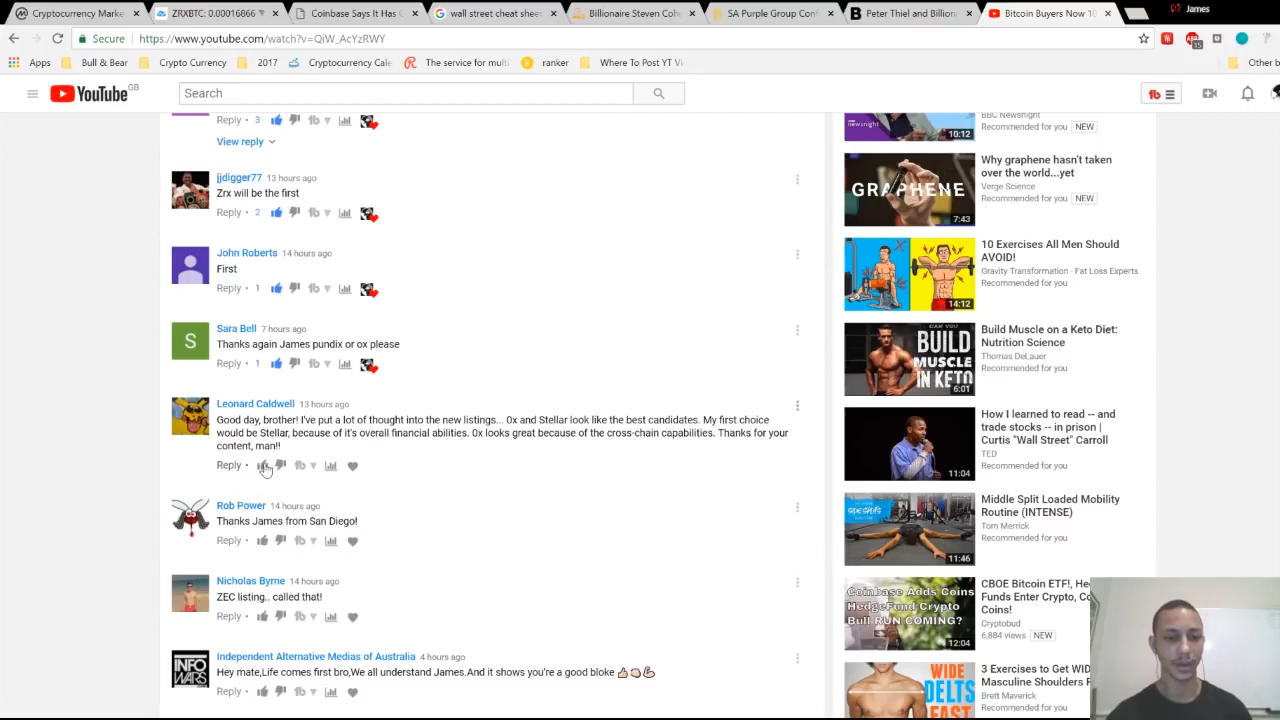 Cryptocurrency Marke
ZRXBTC: 0.00016866
Coinbase Says It Has E
wall street cheat shee
Billionaire Steven Coh
SA Purple Group Conf
Peter Thiel and Billion
Bitcoin Buyers Now 10
James
Secure
https://www.youtube.com/watch?v=QiW_AcYzRWY
15
Apps
Bull & Bear
Crypto Currency
2017
Cryptocurrency Cale
The service for multi
ranker
Where To Post YT Vi
Other b
YouTube GB
Search
Reply • 3
View reply
jjdigger77 13 hours ago
Zrx will be the first
Reply • 2
John Roberts 14 hours ago
First
Reply • 1
S
Sara Bell 7 hours ago
Thanks again James pundix or ox please
Reply • 1
Leonard Caldwell 13 hours ago
Good day, brother! I've put a lot of thought into the new listings... 0x and Stellar look like the best candidates. My first choice
would be Stellar, because of it's overall financial abilities. 0x looks great because of the cross-chain capabilities. Thanks for your
content, man!!
Reply •
Rob Power 14 hours ago
Thanks James from San Diego!
Reply •
Nicholas Byrne 14 hours ago
ZEC listing.. called that!
Reply •
INFO
WARS
Independent Alternative Medias of Australia 4 hours ago
Hey mate,Life comes first bro,We all understand James.And it shows you're a good bloke
Reply •
newsnight
10:12
BBC Newsnight
Recommended for you NEW
GRAPHENE
7:43
Why graphene hasn't taken
over the world...yet
Verge Science
Recommended for you NEW
14:12
10 Exercises All Men Should
AVOID!
Gravity Transformation - Fat Loss Experts
Recommended for you
CAN YOU
BUILD
MUSCLE
IN KETO
6:01
Build Muscle on a Keto Diet:
Nutrition Science
Thomas DeLauer
Recommended for you
11:04
How I learned to read -- and
trade stocks -- in prison |
Curtis "Wall Street" Carroll
TED
Recommended for you
11:46
Middle Split Loaded Mobility
Routine (INTENSE)
Tom Merrick
Recommended for you
Coinbase Adds Coins
HedgeFund Crypto
Bull RUN COMING?
12:04
CBOE Bitcoin ETF!, He
Funds Enter Crypto, Co
Coins!
Cryptobud
6,884 views NEW
WIDE
DELTS
FAST
3 Exercises to Get WID
Masculine Shoulders F
Brett Maverick
Recommended for you